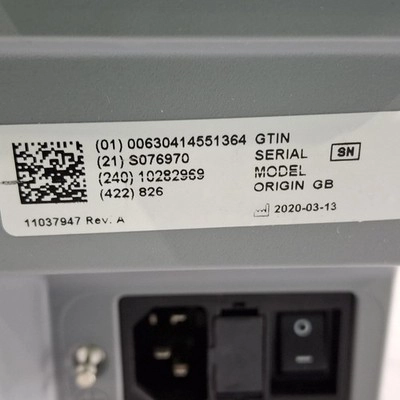 (01) 00630414551364 GTIN
(21) S076970 SERIAL SN
(240) 10282969 MODEL
(422) 826 ORIGIN GB
11037947 Rev. A 2020-03-13